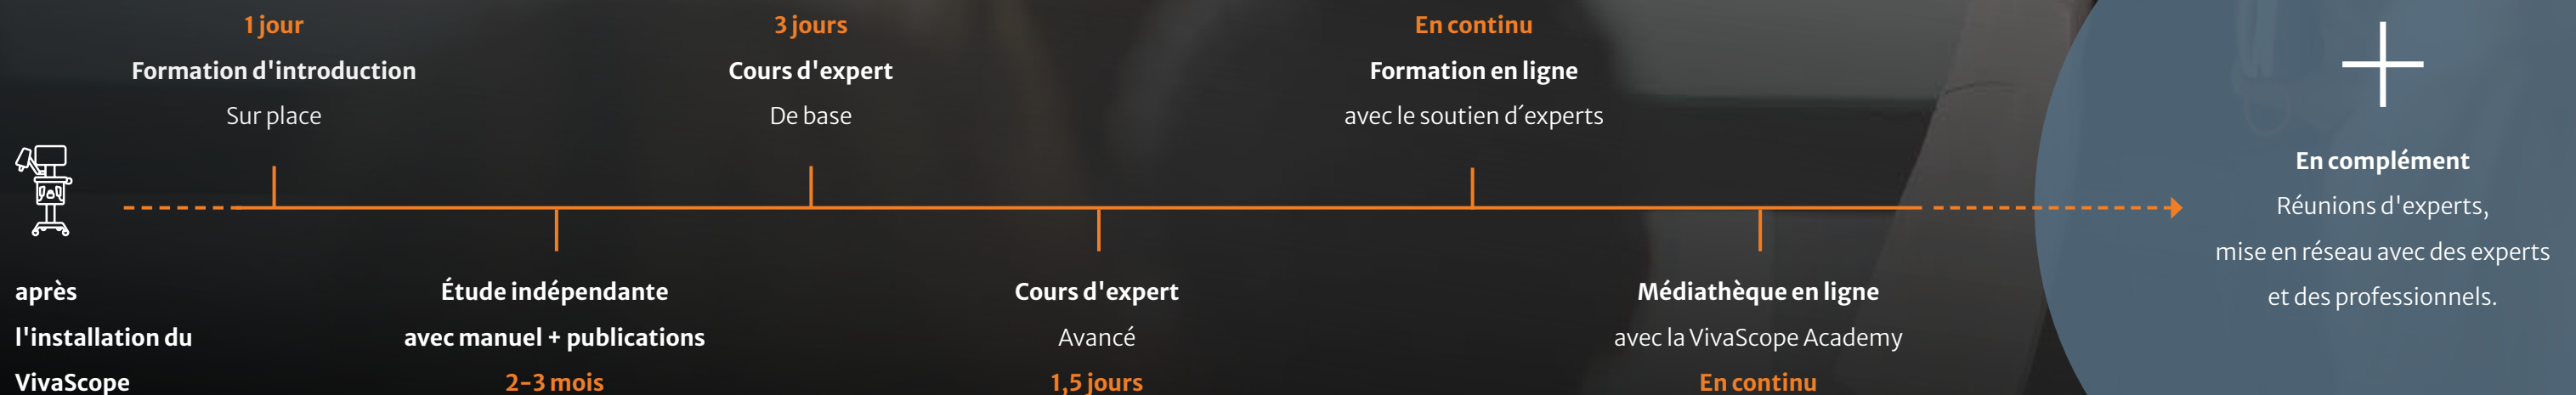 1 jour
Formation d'introduction
Sur place
3 jours
Cours d'expert
De base
En continu
Formation en ligne
avec le soutien d´experts
après
l'installation du
VivaScope
Étude indépendante
avec manuel + publications
2-3 mois
Cours d'expert
Avancé
1,5 jours
Médiathèque en ligne
avec la VivaScope Academy
En continu
En complément
Réunions d'experts,
mise en réseau avec des experts
et des professionnels.